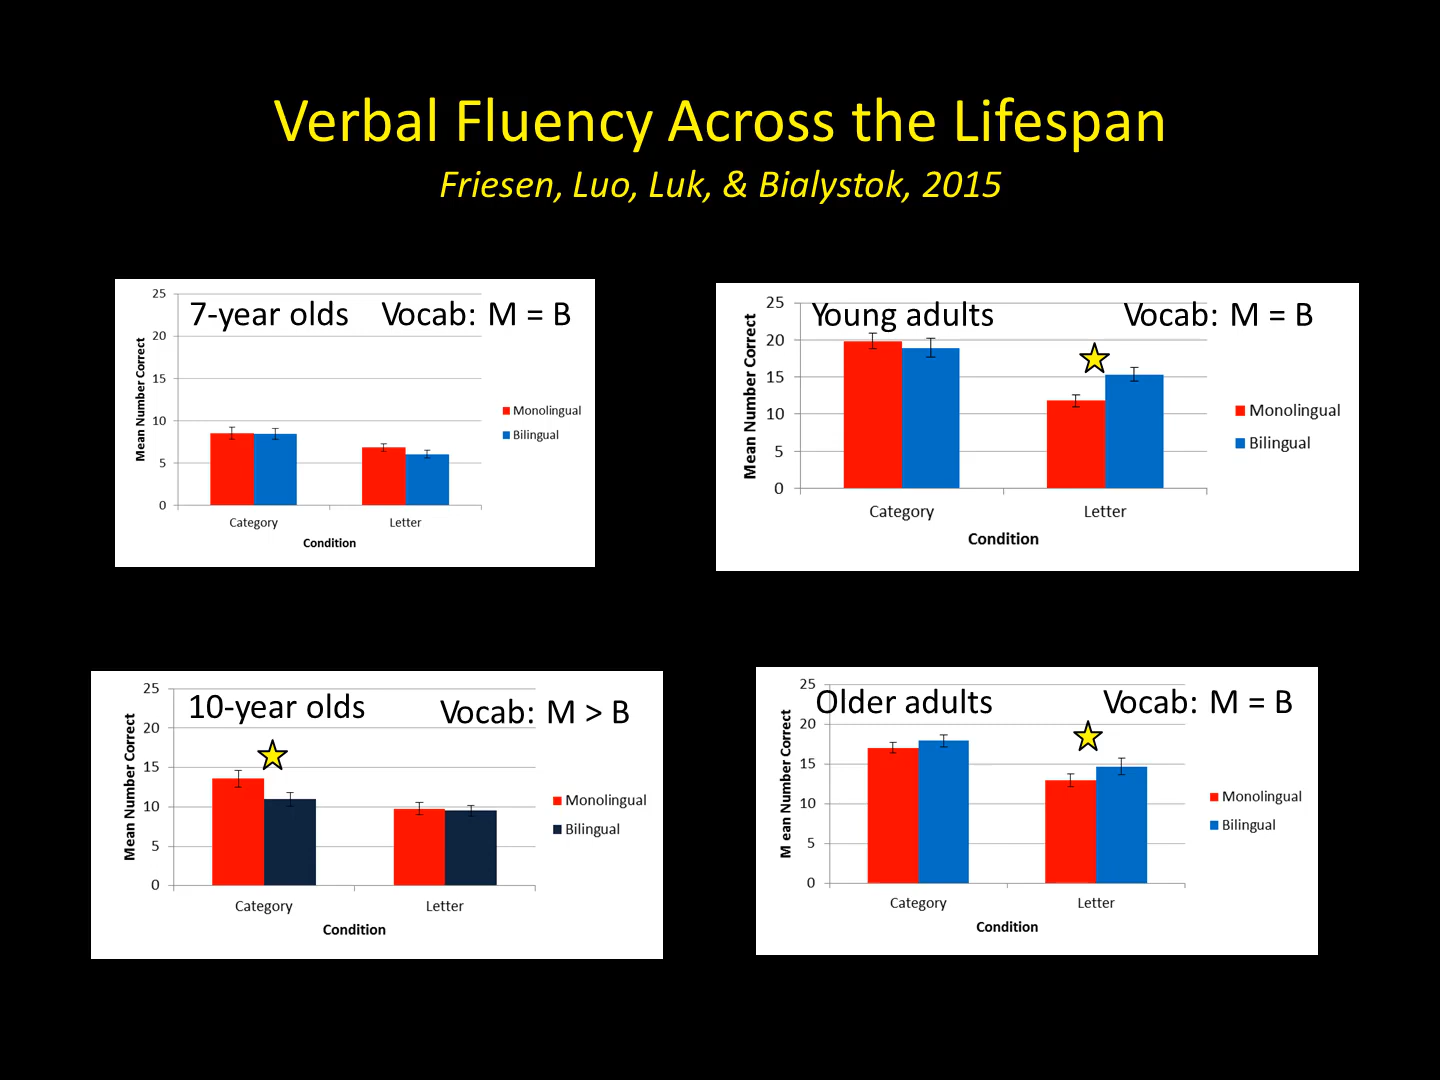 Verbal Fluency Across the Lifespan
Friesen, Luo, Luk, & Bialystok, 2015
7-year olds Vocab: M = B
Mean Number Correct
25
20
15
10
5
0
Category Letter
Condition
Monolingual
Bilingual
Young adults Vocab: M = B
Mean Number Correct
25
20
15
10
5
0
Category Letter
Condition
Monolingual
Bilingual
10-year olds Vocab: M > B
Mean Number Correct
25
20
15
10
5
0
Category Letter
Condition
Monolingual
Bilingual
Older adults Vocab: M = B
M ean Number Correct
25
20
15
10
5
0
Category Letter
Condition
Monolingual
Bilingual